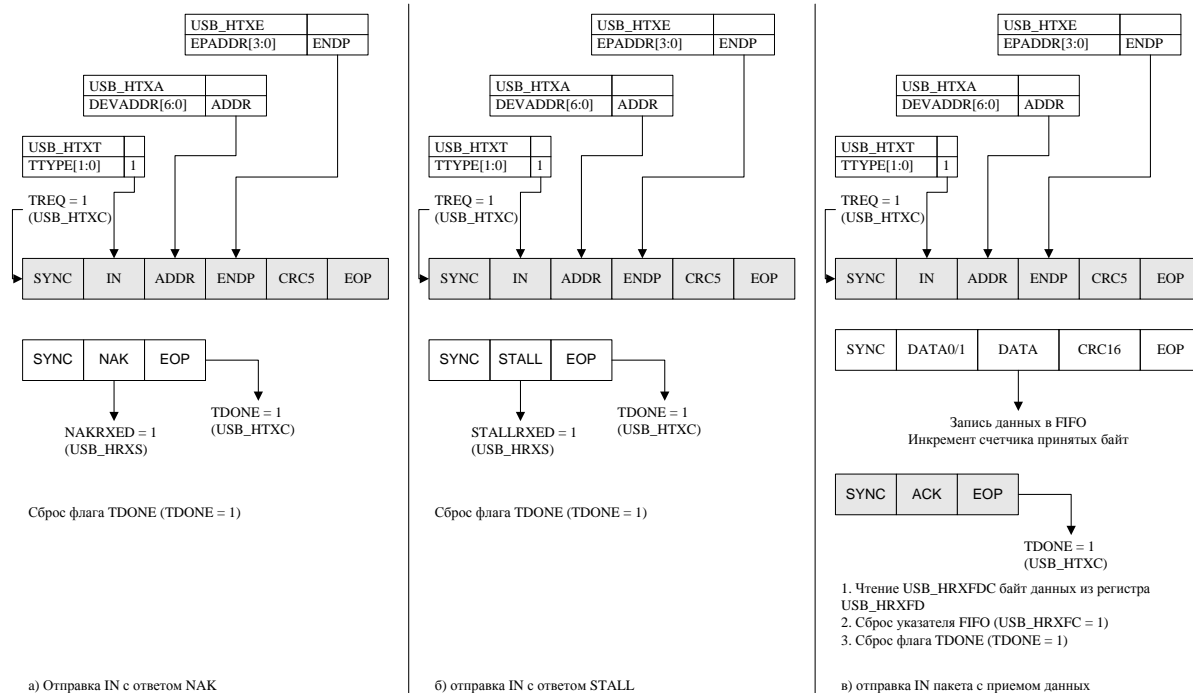 USB_HTXE
EPADDR[3:0] ENDP
USB_HTXA
DEVADDR[6:0] ADDR
USB_HTXT
TTYPE[1:0] 1
TREQ = 1
(USB_HTXC)
SYNC IN ADDR ENDP CRC5 EOP
SYNC NAK EOP
NAKRXED = 1
(USB_HRXS)
TDONE = 1
(USB_HTXC)
Сброс флага TDONE (TDONE = 1)
а) Отправка IN с ответом NAK
USB_HTXE
EPADDR[3:0] ENDP
USB_HTXA
DEVADDR[6:0] ADDR
USB_HTXT
TTYPE[1:0] 1
TREQ = 1
(USB_HTXC)
SYNC IN ADDR ENDP CRC5 EOP
SYNC STALL EOP
STALLRXED = 1
(USB_HRXS)
TDONE = 1
(USB_HTXC)
Сброс флага TDONE (TDONE = 1)
б) отправка IN с ответом STALL
USB_HTXE
EPADDR[3:0] ENDP
USB_HTXA
DEVADDR[6:0] ADDR
USB_HTXT
TTYPE[1:0] 1
TREQ = 1
(USB_HTXC)
SYNC IN ADDR ENDP CRC5 EOP
SYNC DATA0/1 DATA CRC16 EOP
Запись данных в FIFO
Инкремент счетчика принятых байт
SYNC ACK EOP
TDONE = 1
(USB_HTXC)
1. Чтение USB_HRXFDC байт данных из регистра
USB_HRXFD
2. Сброс указателя FIFO (USB_HRXFC = 1)
3. Сброс флага TDONE (TDONE = 1)
в) отправка IN пакета с приемом данных